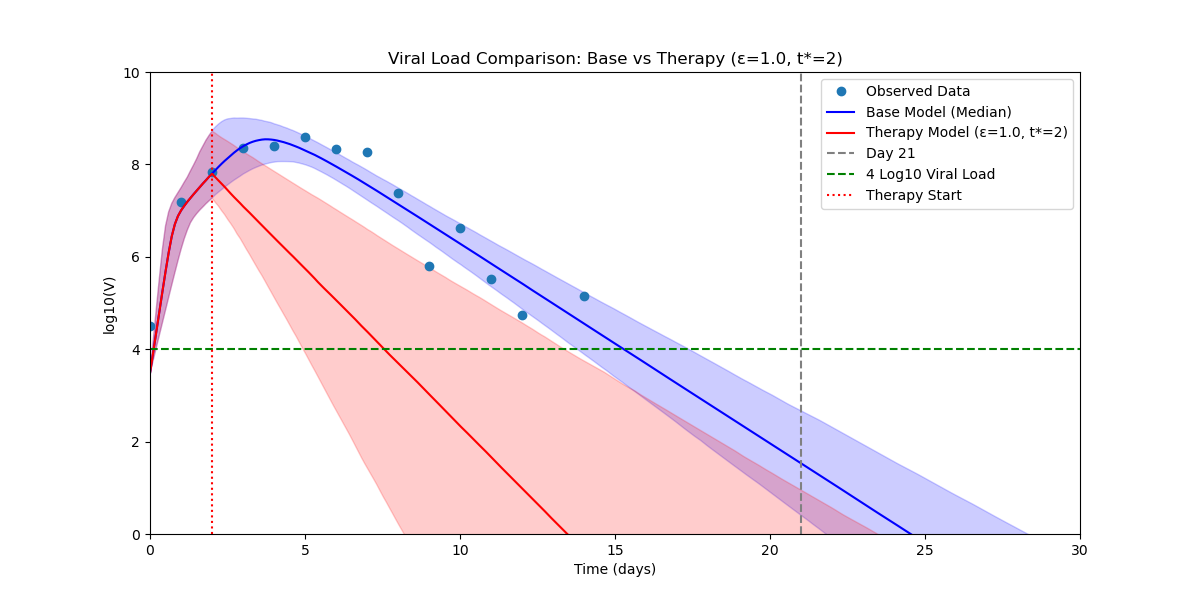 Viral Load Comparison: Base vs Therapy (ε=1.0, t*=2)
10
8
6
4
2
0
log10(V)
0 5 10 15 20 25 30
Time (days)
Observed Data
Base Model (Median)
Therapy Model (ε=1.0, t*=2)
Day 21
4 Log10 Viral Load
Therapy Start